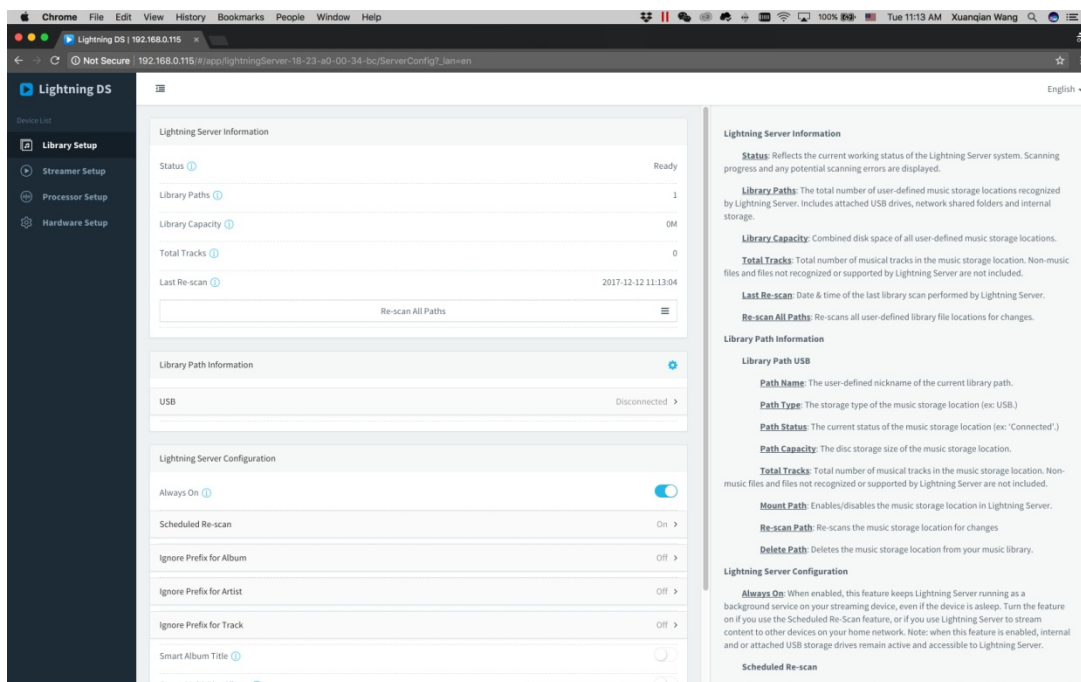 Chrome File Edit View History Bookmarks People Window Help 100% Tue 11:13 AM Xuanqian Wang
Lightning DS | 192.168.0.115 ×
Not Secure 192.168.0.115/#/app/lightningServer-18-23-a0-00-34-bc/ServerConfig?_lan=en
Lightning DS
English
Device List
Library Setup
Streamer Setup
Processor Setup
Hardware Setup
Lightning Server Information
Status Ready
Library Paths 1
Library Capacity 0M
Total Tracks 0
Last Re-scan 2017-12-12 11:13:04
Re-scan All Paths
Library Path Information
USB Disconnected >
Lightning Server Configuration
Always On
Scheduled Re-scan On >
Ignore Prefix for Album Off >
Ignore Prefix for Artist Off >
Ignore Prefix for Track Off >
Smart Album Title
Lightning Server Information
Status: Reflects the current working status of the Lightning Server system. Scanning
progress and any potential scanning errors are displayed.
Library Paths: The total number of user-defined music storage locations recognized
by Lightning Server. Includes attached USB drives, network shared folders and internal
storage.
Library Capacity: Combined disk space of all user-defined music storage locations.
Total Tracks: Total number of musical tracks in the music storage location. Non-music
files and files not recognized or supported by Lightning Server are not included.
Last Re-scan: Date & time of the last library scan performed by Lightning Server.
Re-scan All Paths: Re-scans all user-defined library file locations for changes.
Library Path Information
Library Path USB
Path Name: The user-defined nickname of the current library path.
Path Type: The storage type of the music storage location (ex: USB.)
Path Status: The current status of the music storage location (ex: 'Connected'.)
Path Capacity: The disc storage size of the music storage location.
Total Tracks: Total number of musical tracks in the music storage location. Non-
music files and files not recognized or supported by Lightning Server are not included.
Mount Path: Enables/disables the music storage location in Lightning Server.
Re-scan Path: Re-scans the music storage location for changes
Delete Path: Deletes the music storage location from your music library.
Lightning Server Configuration
Always On: When enabled, this feature keeps Lightning Server running as a
background service on your streaming device, even if the device is asleep. Turn the feature
on if you use the Scheduled Re-Scan feature, or if you use Lightning Server to stream
content to other devices on your home network. Note: when this feature is enabled, internal
and or attached USB storage drives remain active and accessible to Lightning Server.
Scheduled Re-scan